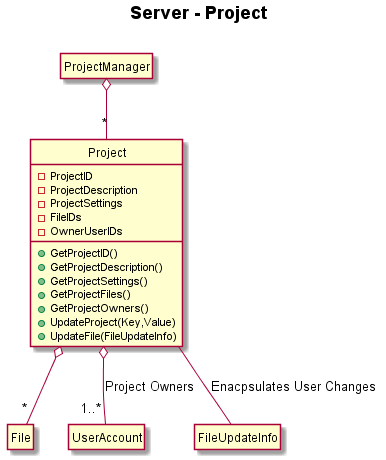 Server - Project
ProjectManager
*
Project
ProjectID
ProjectDescription
ProjectSettings
FileIDs
OwnerUserIDs
GetProjectID()
GetProjectDescription()
GetProjectSettings()
GetProjectFiles()
GetProjectOwners()
UpdateProject(Key,Value)
UpdateFile(FileUpdateInfo)
Project Owners
Enacpsulates User Changes
*
1..*
File
UserAccount
FileUpdateInfo